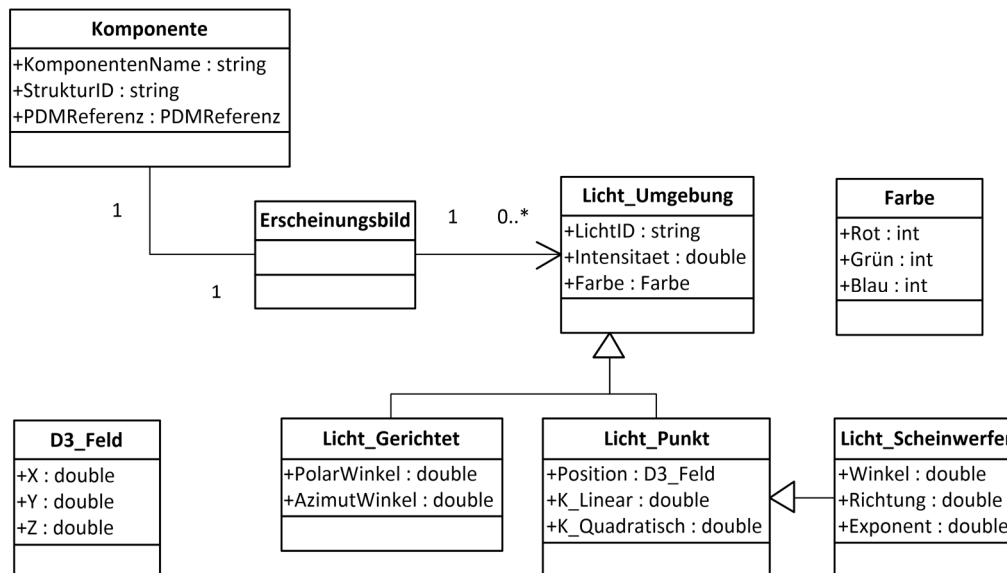 Komponente
+KomponentenName : string
+StrukturID : string
+PDMReferenz : PDMReferenz
1
1
Erscheinungsbild
1
0..*
Licht_Umgebung
+LichtID : string
+Intensitaet : double
+Farbe : Farbe
Farbe
+Rot : int
+Grün : int
+Blau : int
D3_Feld
+X : double
+Y : double
+Z : double
Licht_Gerichtet
+PolarWinkel : double
+AzimutWinkel : double
Licht_Punkt
+Position : D3_Feld
+K_Linear : double
+K_Quadratisch : double
Licht_Scheinwerfer
+Winkel : double
+Richtung : double
+Exponent : double